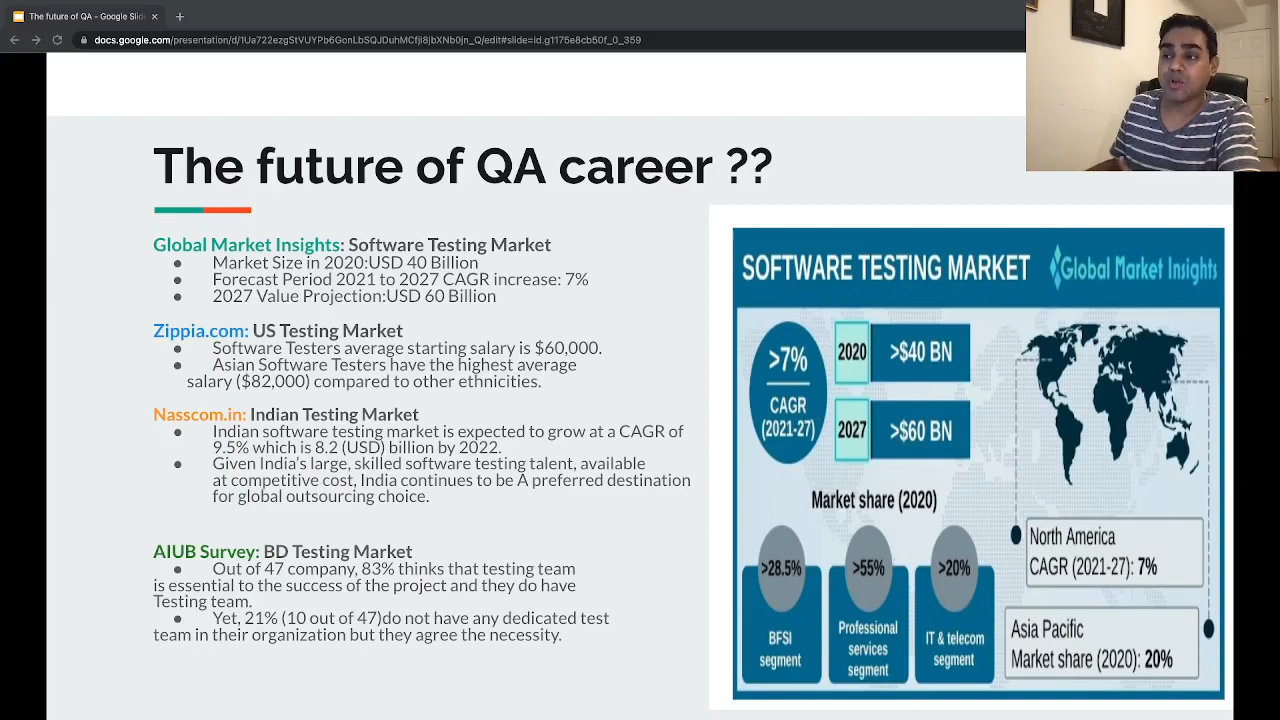 The future of QA - Google Slid
docs.google.com/presentation/d/1Ua722ezgStVUYPb6GonLbSQJDuhMCfji8jbXNb0jn_Q/edit#slide=id.g1175e8cb50f_0_359
The future of QA career ??
Global Market Insights: Software Testing Market
● Market Size in 2020:USD 40 Billion
● Forecast Period 2021 to 2027 CAGR increase: 7%
● 2027 Value Projection:USD 60 Billion
Zippia.com: US Testing Market
● Software Testers average starting salary is $60,000.
● Asian Software Testers have the highest average
salary ($82,000) compared to other ethnicities.
Nasscom.in: Indian Testing Market
● Indian software testing market is expected to grow at a CAGR of
9.5% which is 8.2 (USD) billion by 2022.
● Given India's large, skilled software testing talent, available
at competitive cost, India continues to be A preferred destination
for global outsourcing choice.
AIUB Survey: BD Testing Market
● Out of 47 company, 83% thinks that testing team
is essential to the success of the project and they do have
Testing team.
● Yet, 21% (10 out of 47)do not have any dedicated test
team in their organization but they agree the necessity.
SOFTWARE TESTING MARKET
Global Market Insights
>7%
CAGR
(2021-27)
2020 >$40 BN
2027 >$60 BN
Market share (2020)
>28.5%
BFSI
segment
>55%
Professional
services
segment
>20%
IT & telecom
segment
North America
CAGR (2021-27): 7%
Asia Pacific
Market share (2020): 20%